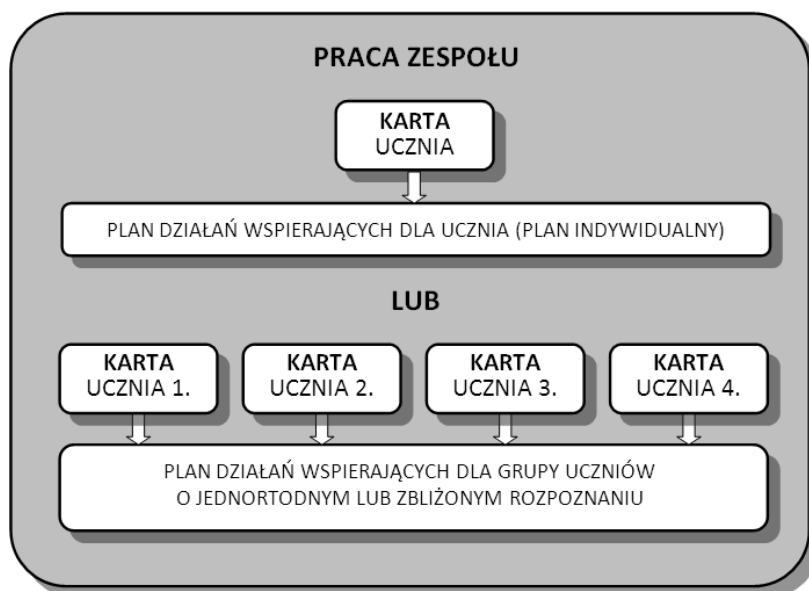 PRACA ZESPOŁU
KARTA
UCZNIA
PLAN DZIAŁAŃ WSPIERAJĄCYCH DLA UCZNIA (PLAN INDYWIDUALNY)
LUB
KARTA
UCZNIA 1.
KARTA
UCZNIA 2.
KARTA
UCZNIA 3.
KARTA
UCZNIA 4.
PLAN DZIAŁAŃ WSPIERAJĄCYCH DLA GRUPY UCZNIÓW
O JEDNORTODNYM LUB ZBLIŻONYM ROZPOZNANIU